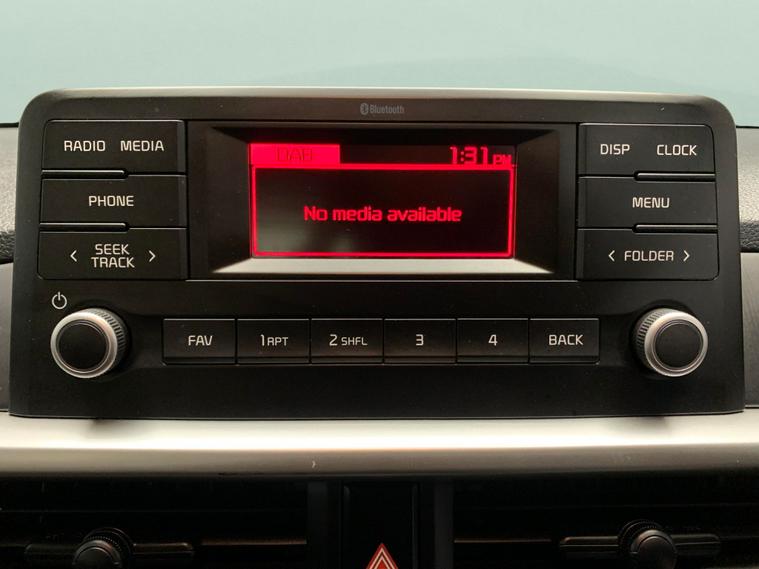 Bluetooth
RADIO MEDIA
PHONE
< SEEK TRACK >
DAB 1:31 PM
No media available
DISP CLOCK
MENU
< FOLDER >
FAV 1 RPT 2 SHFL 3 4 BACK